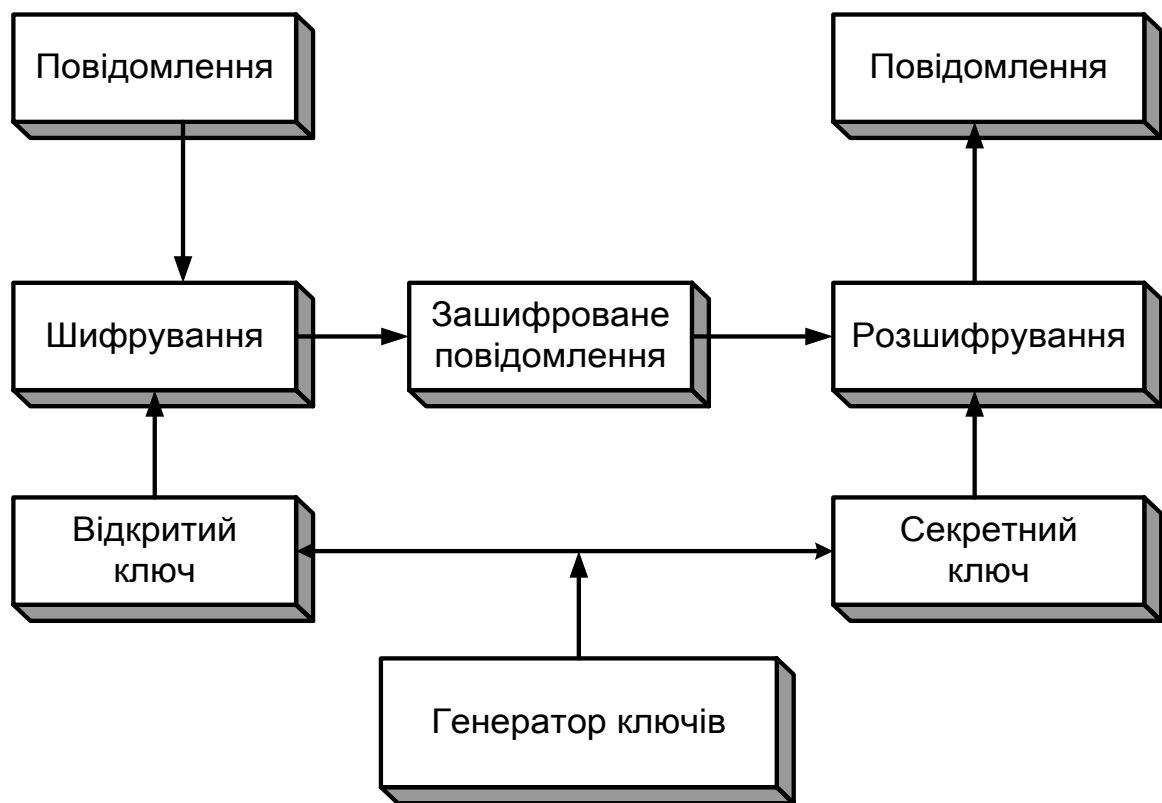 Повідомлення
Повідомлення
Шифрування
Зашифроване
повідомлення
Розшифрування
Відкритий
ключ
Секретний
ключ
Генератор ключів